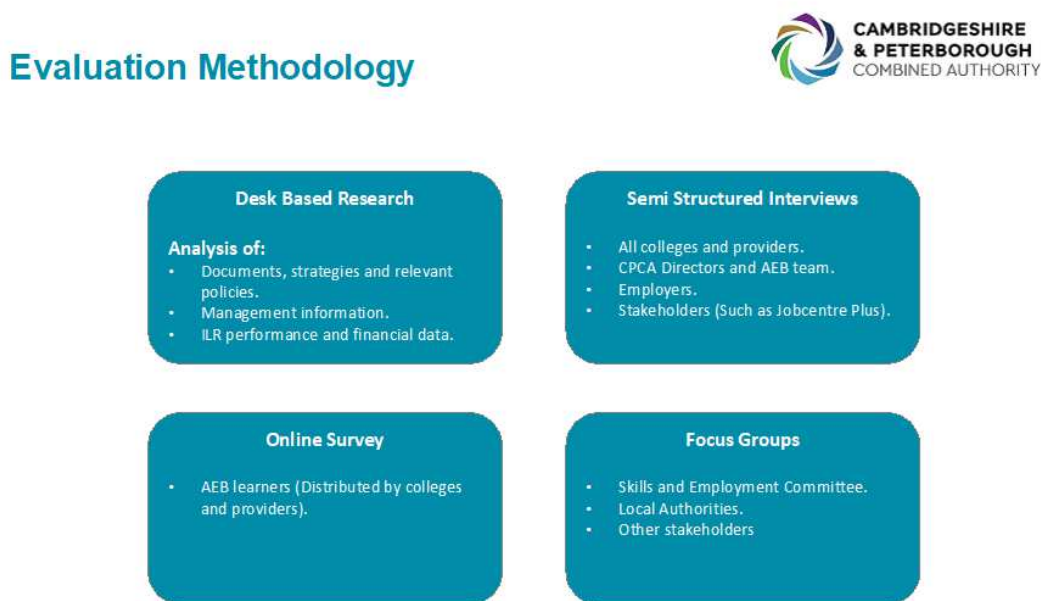 Evaluation Methodology
CAMBRIDGESHIRE
& PETERBOROUGH
COMBINED AUTHORITY
Desk Based Research
Analysis of:
• Documents, strategies and relevant
policies.
• Management information.
• ILR performance and financial data.
Semi Structured Interviews
• All colleges and providers.
• CPCA Directors and AEB team.
• Employers.
• Stakeholders (Such as Jobcentre Plus).
Online Survey
• AEB learners (Distributed by colleges
and providers).
Focus Groups
• Skills and Employment Committee.
• Local Authorities.
• Other stakeholders